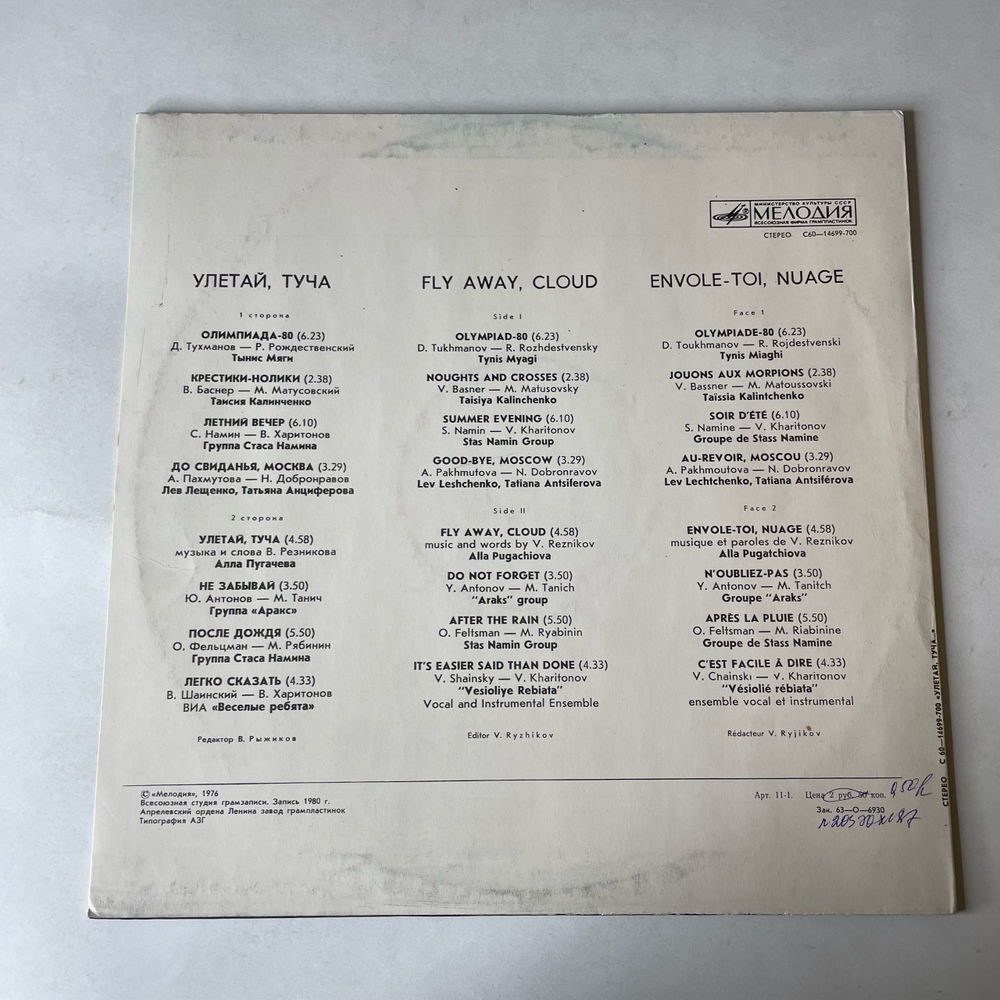 МИНИСТЕРСТВО КУЛЬТУРЫ СССР
МЕЛОДИЯ
ВСЕСОЮЗНАЯ ФИРМА ГРАМПЛАСТИНОК
СТЕРЕО С60—14699-700
УЛЕТАЙ, ТУЧА
1 сторона
ОЛИМПИАДА-80 (6.23)
Д. Тухманов — Р. Рождественский
Тынис Мяги
КРЕСТИКИ-НОЛИКИ (2.38)
В. Баснер — М. Матусовский
Таисия Калинченко
ЛЕТНИЙ ВЕЧЕР (6.10)
С. Намин — В. Харитонов
Группа Стаса Намина
ДО СВИДАНЬЯ, МОСКВА (3.29)
А. Пахмутова — Н. Добронравов
Лев Лещенко, Татьяна Анциферова
2 сторона
УЛЕТАЙ, ТУЧА (4.58)
музыка и слова В. Резникова
Алла Пугачева
НЕ ЗАБЫВАЙ (3.50)
Ю. Антонов — М. Танич
Группа «Аракс»
ПОСЛЕ ДОЖДЯ (5.50)
О. Фельцман — М. Рябинин
Группа Стаса Намина
ЛЕГКО СКАЗАТЬ (4.33)
В. Шаинский — В. Харитонов
ВИА «Веселые ребята»
Редактор В. Рыжиков
FLY AWAY, CLOUD
Side I
OLYMPIAD-80 (6.23)
D. Tukhmanov — R. Rozhdestvensky
Tynis Myagi
NOUGHTS AND CROSSES (2.38)
V. Basner — M. Matusovsky
Taisiya Kalinchenko
SUMMER EVENING (6.10)
S. Namin — V. Kharitonov
Stas Namin Group
GOOD-BYE, MOSCOW (3.29)
A. Pakhmutova — N. Dobronravov
Lev Leshchenko, Tatiana Antsiferova
Side II
FLY AWAY, CLOUD (4.58)
music and words by V. Reznikov
Alla Pugachiova
DO NOT FORGET (3.50)
Y. Antonov — M. Tanich
"Araks" group
AFTER THE RAIN (5.50)
O. Feltsman — M. Ryabinin
Stas Namin Group
IT'S EASIER SAID THAN DONE (4.33)
V. Shainsky — V. Kharitonov
"Vesioliye Rebiata"
Vocal and Instrumental Ensemble
Editor V. Ryzhikov
ENVOLE-TOI, NUAGE
Face 1
OLYMPIADE-80 (6.23)
D. Toukhmanov — R. Rojdestvenski
Tynis Miaghi
JOUONS AUX MORPIONS (2.38)
V. Bassner — M. Matoussovski
Taïssia Kalintchenko
SOIR D'ÉTÉ (6.10)
S. Namine — V. Kharitonov
Groupe de Stass Namine
AU-REVOIR, MOSCOU (3.29)
A. Pakhmoutova — N. Dobronravov
Lev Lechtchenko, Tatiana Antsiférova
Face 2
ENVOLE-TOI, NUAGE (4.58)
musique et paroles de V. Reznikov
Alla Pugatchiova
N'OUBLIEZ-PAS (3.50)
Y. Antonov — M. Tanitch
Groupe "Araks"
APRÈS LA PLUIE (5.50)
O. Feltsman — M. Riabinine
Groupe de Stass Namine
C'EST FACILE À DIRE (4.33)
V. Chainski — V. Kharitonov
"Vésiolié rébiata"
ensemble vocal et instrumental
Rédacteur V. Ryjikov
© «Мелодия», 1976
Всесоюзная студия грамзаписи. Запись 1980 г.
Апрелевский ордена Ленина завод грампластинок
Типография АЗГ
Арт. 11-1. Цена 2 руб. 50 коп.
Зак. 63—О—6930
СТЕРЕО С 60—14699-700 «УЛЕТАЙ, ТУЧА...»